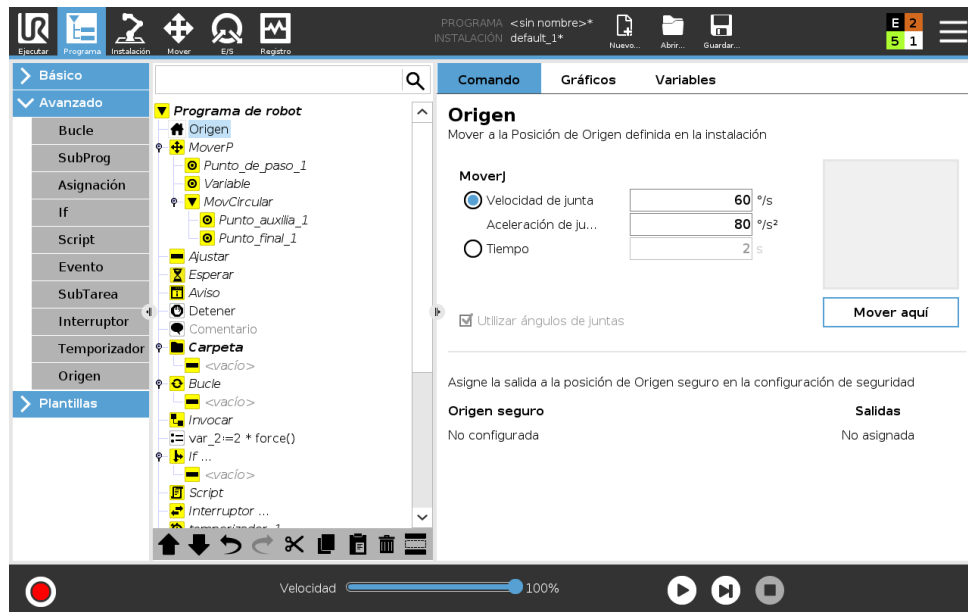 PROGRAMA <sin nombre>*
INSTALACIÓN default_1*
UR
Ejecutar
Programa
Instalación
Mover
E/S
Registro
Nuevo...
Abrir...
Guardar...
E 2
5 1
Básico
Avanzado
Bucle
SubProg
Asignación
If
Script
Evento
SubTarea
Interruptor
Temporizador
Origen
Plantillas
Programa de robot
Origen
MoverP
Punto_de_paso_1
Variable
MovCircular
Punto_auxilia_1
Punto_final_1
Ajustar
Esperar
Aviso
Detener
Comentario
Carpeta
<vacío>
Bucle
<vacío>
Invocar
var_2:=2 * force()
If ...
<vacío>
Script
Interruptor ...
temporizador_1
Comando
Gráficos
Variables
Origen
Mover a la Posición de Origen definida en la instalación
MoverJ
Velocidad de junta 60 °/s
Aceleración de ju... 80 °/s²
Tiempo 2 s
Utilizar ángulos de juntas
Mover aquí
Asigne la salida a la posición de Origen seguro en la configuración de seguridad
Origen seguro Salidas
No configurada No asignada
Velocidad 100%